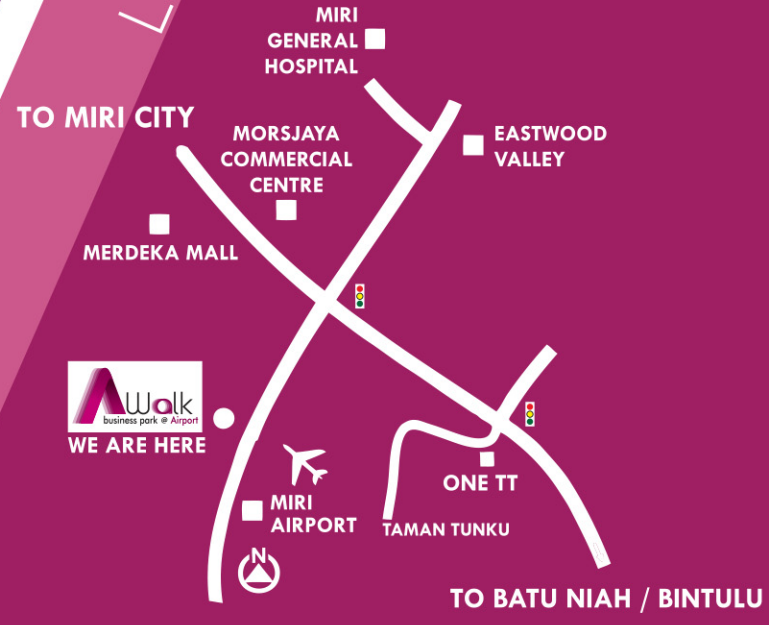 MIRI
GENERAL
HOSPITAL
TO MIRI CITY
MORSJAYA
COMMERCIAL
CENTRE
EASTWOOD
VALLEY
MERDEKA MALL
AWalk
business park @ Airport
WE ARE HERE
MIRI
AIRPORT
ONE TT
TAMAN TUNKU
N
TO BATU NIAH / BINTULU